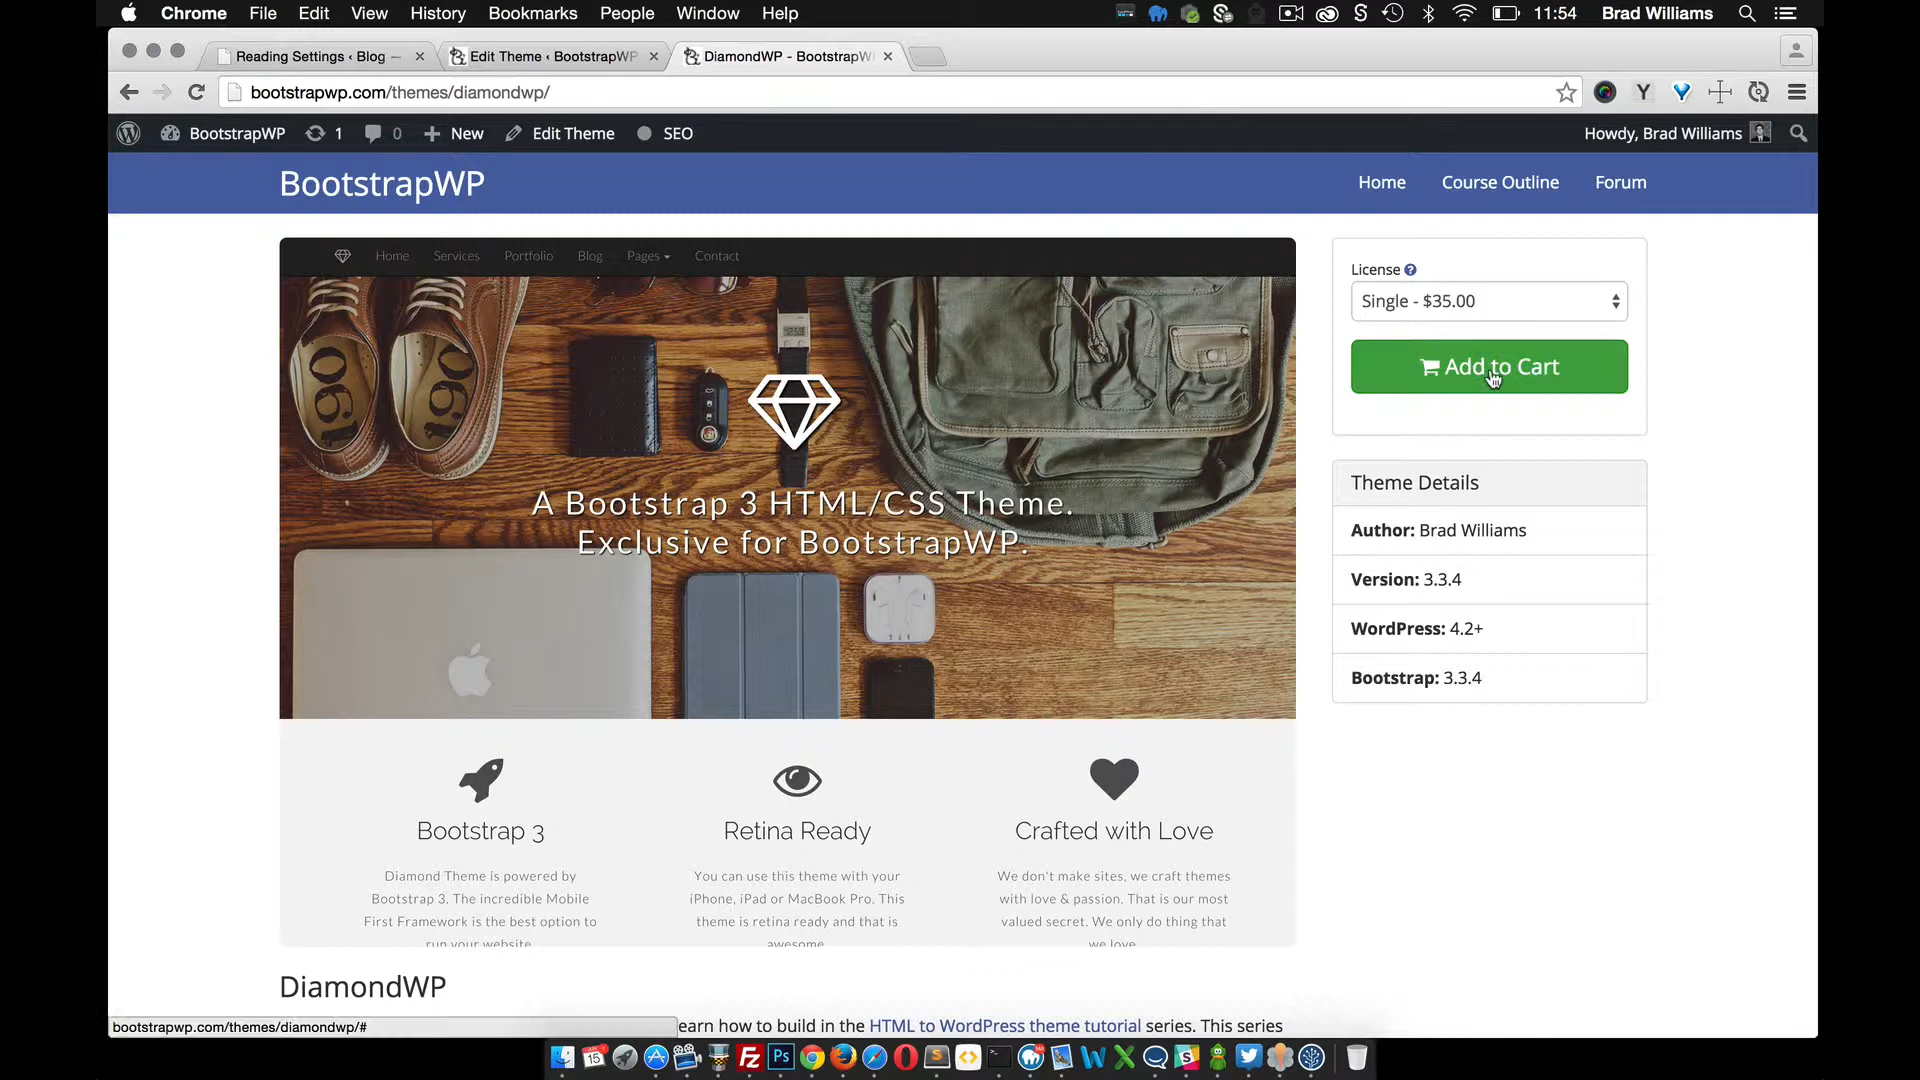 Chrome File Edit View History Bookmarks People Window Help 11:54 Brad Williams
Reading Settings ‹ Blog — Edit Theme ‹ BootstrapWP DiamondWP - BootstrapW
bootstrapwp.com/themes/diamondwp/
BootstrapWP 1 0 New Edit Theme SEO Howdy, Brad Williams
BootstrapWP Home Course Outline Forum
Home Services Portfolio Blog Pages Contact
A Bootstrap 3 HTML/CSS Theme.
Exclusive for BootstrapWP.
Bootstrap 3
Diamond Theme is powered by
Bootstrap 3. The incredible Mobile
First Framework is the best option to
run your website
Retina Ready
You can use this theme with your
iPhone, iPad or MacBook Pro. This
theme is retina ready and that is
awesome
Crafted with Love
We don't make sites, we craft themes
with love & passion. That is our most
valued secret. We only do thing that
we love
License
Single - $35.00
Add to Cart
Theme Details
Author: Brad Williams
Version: 3.3.4
WordPress: 4.2+
Bootstrap: 3.3.4
DiamondWP
earn how to build in the HTML to WordPress theme tutorial series. This series
bootstrapwp.com/themes/diamondwp/#